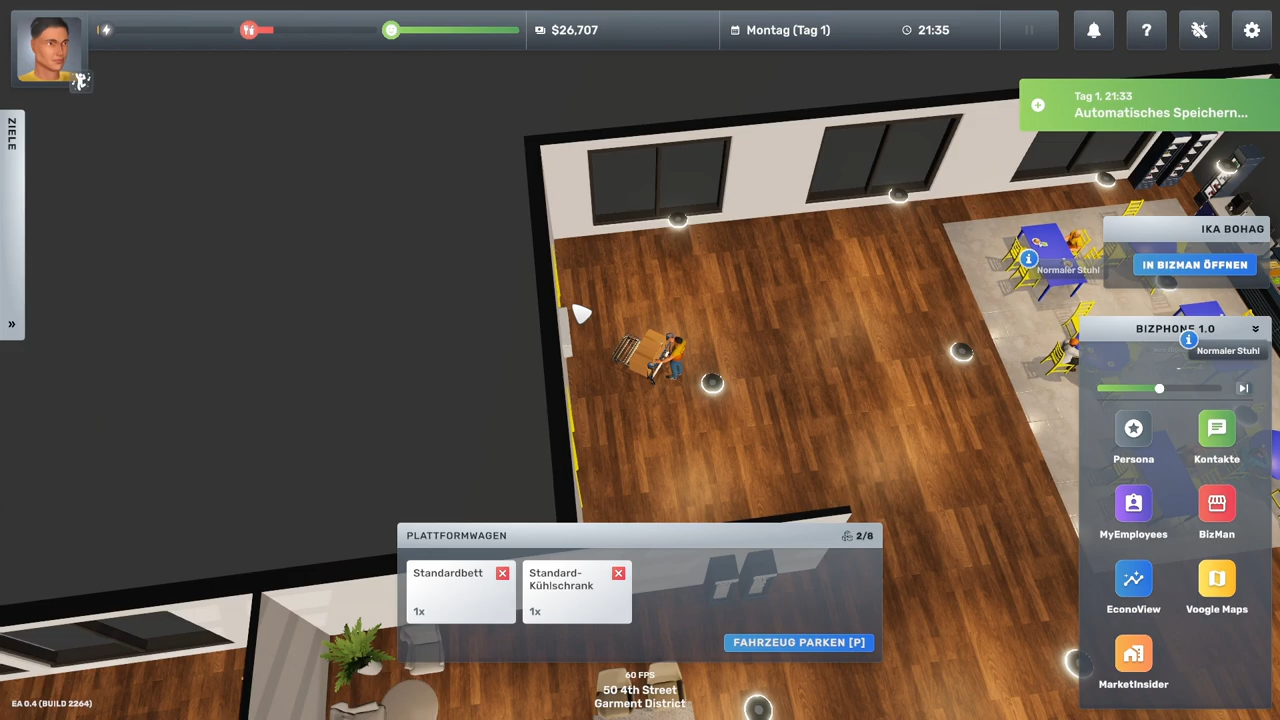 $26,707
Montag (Tag 1)
21:35
?
ZIELE
Tag 1, 21:33
Automatisches Speichern...
IKA BOHAG
Normaler Stuhl
IN BIZMAN ÖFFNEN
BIZPHONE 1.0
Normaler Stuhl
Persona
Kontakte
MyEmployees
BizMan
EconoView
Voogle Maps
MarketInsider
PLATTFORMWAGEN
2/8
Standardbett
1x
Standard-
Kühlschrank
1x
FAHRZEUG PARKEN [P]
60 FPS
50 4th Street
Garment District
EA 0.4 (BUILD 2264)